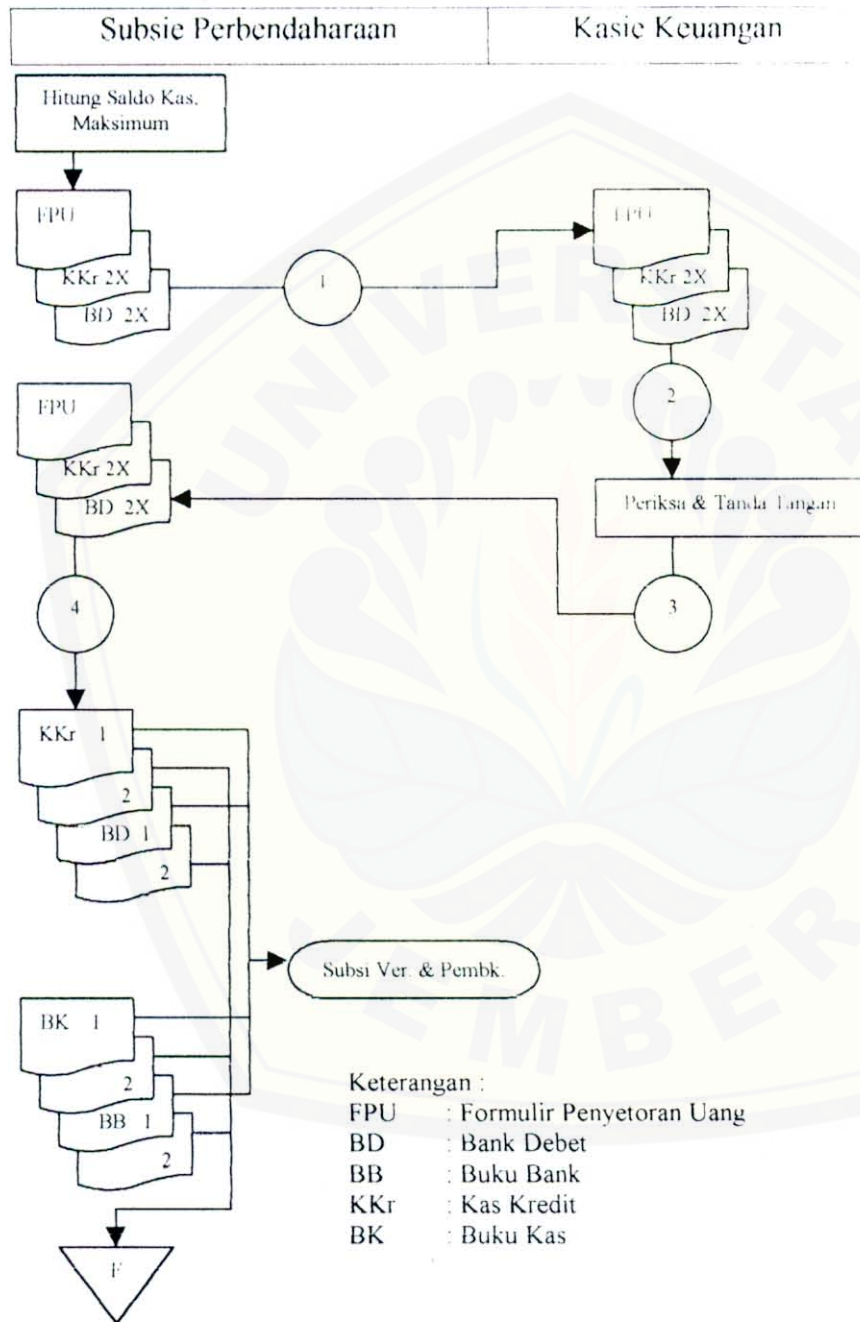 Subsie Perbendaharaan
Kasie Keuangan
Hitung Saldo Kas.
Maksimum
FPU
KKr 2X
BD 2X
1
FPU
KKr 2X
BD 2X
2
Periksa & Tanda Tangan
3
FPU
KKr 2X
BD 2X
4
KKr 1
2
BD 1
2
Subsi Ver. & Pembk.
BK 1
2
BB 1
2
F
Keterangan :
FPU : Formulir Penyetoran Uang
BD : Bank Debet
BB : Buku Bank
KKr : Kas Kredit
BK : Buku Kas
UNIVERSITA
JEMBER